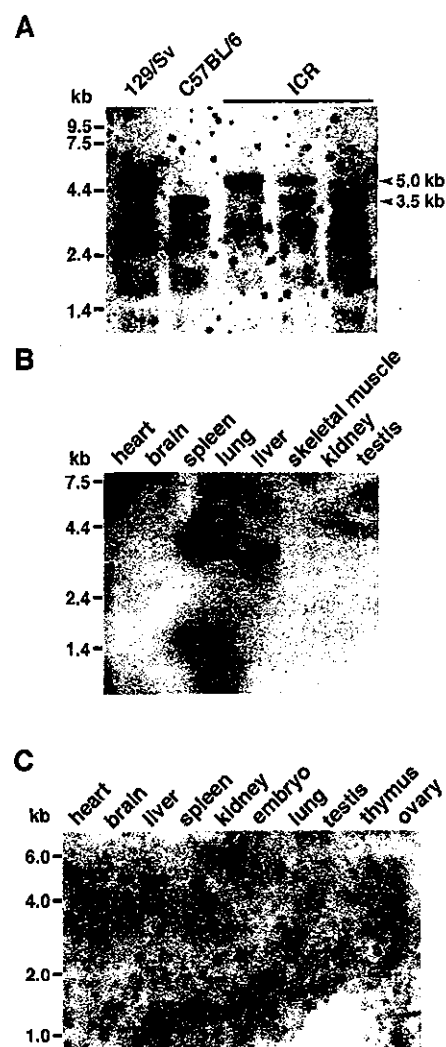 A
129/Sv C57BL/6 ICR
kb
9.5
7.5
4.4
2.4
1.4
5.0 kb
3.5 kb
B
heart brain spleen lung liver skeletal muscle kidney testis
kb
7.5
4.4
2.4
1.4
C
heart brain liver spleen kidney embryo lung testis thymus ovary
kb
6.0
4.0
2.0
1.0